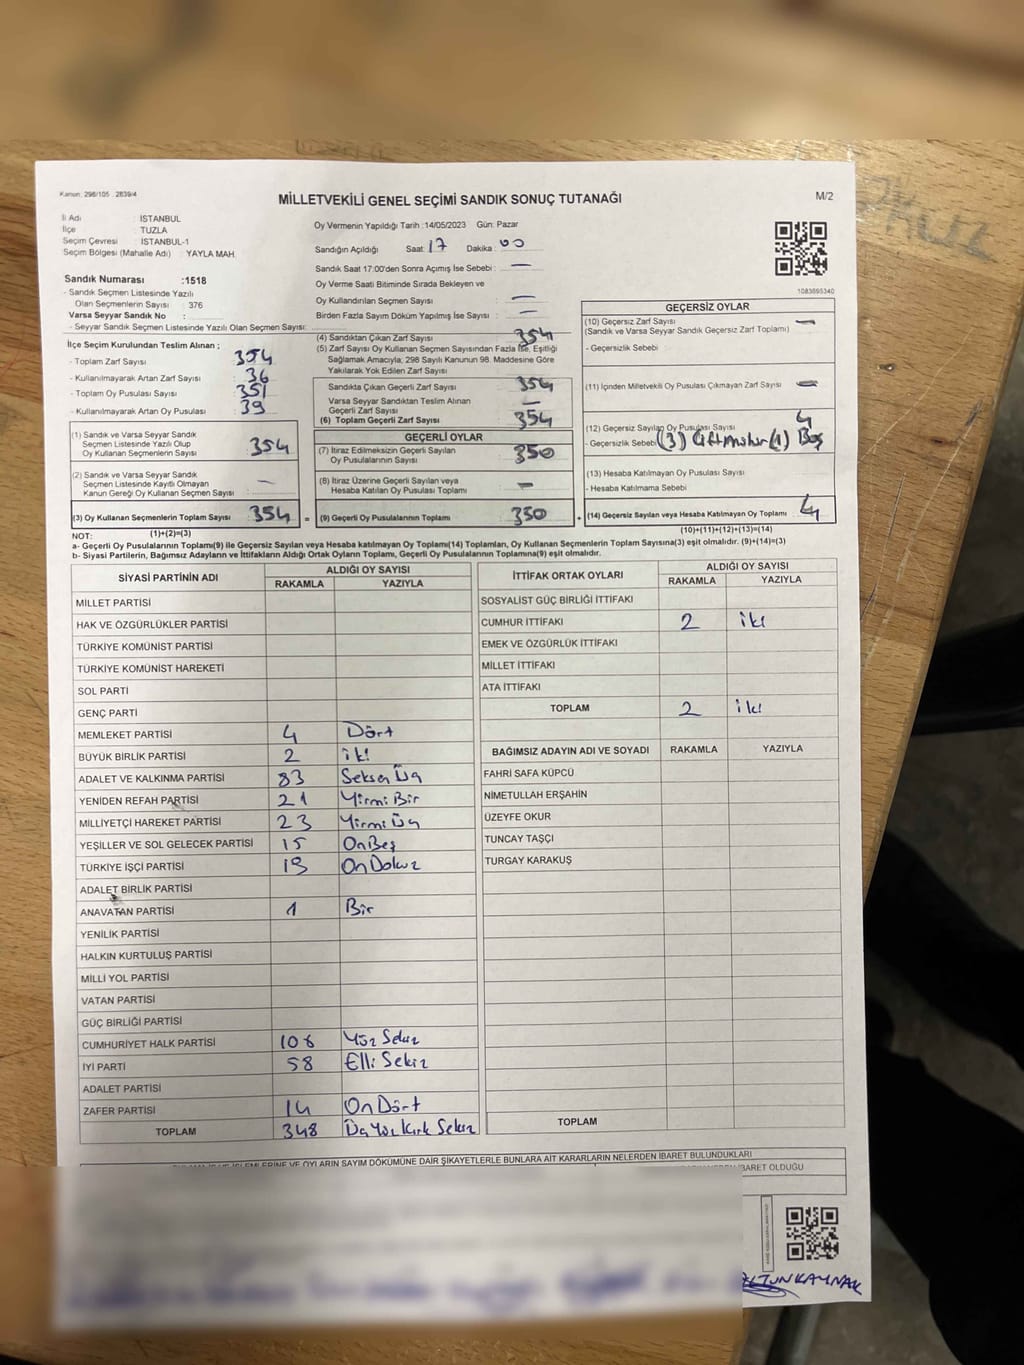 Kanun: 298/105 2839/4
MİLLETVEKİLİ GENEL SEÇİMİ SANDIK SONUÇ TUTANAĞI
M/2
İl Adı : İSTANBUL
İlçe : TUZLA
Seçim Çevresi : İSTANBUL-1
Seçim Bölgesi (Mahalle Adı) : YAYLA MAH.
Sandık Numarası :1518
- Sandık Seçmen Listesinde Yazılı
Olan Seçmenlerin Sayısı : 376
Varsa Seyyar Sandık No :
- Seyyar Sandık Seçmen Listesinde Yazılı Olan Seçmen Sayısı:
Oy Vermenin Yapıldığı Tarih :14/05/2023 Gün: Pazar
Sandığın Açıldığı Saat: 17 Dakika : 00
Sandık Saat 17:00'den Sonra Açımış İse Sebebi : —
Oy Verme Saati Bitiminde Sırada Bekleyen ve
Oy Kullandırılan Seçmen Sayısı : —
Birden Fazla Sayım Döküm Yapılmış İse Sayısı : —
1083695340
İlçe Seçim Kurulundan Teslim Alınan ;
- Toplam Zarf Sayısı : 354
- Kullanılmayarak Artan Zarf Sayısı : 36
- Toplam Oy Pusulası Sayısı : 351
- Kullanılmayarak Artan Oy Pusulası : 39
(1) Sandık ve Varsa Seyyar Sandık
Seçmen Listesinde Yazılı Olup
Oy Kullanan Seçmenlerin Sayısı : 354
(2) Sandık ve Varsa Seyyar Sandık
Seçmen Listesinde Kayıtlı Olmayan
Kanun Gereği Oy Kullanan Seçmen Sayısı : —
(3) Oy Kullanan Seçmenlerin Toplam Sayısı 354 =
(1)+(2)=(3)
(4) Sandıktan Çıkan Zarf Sayısı : 354
(5) Zarf Sayısı Oy Kullanan Seçmen Sayısından Fazla İse, Eşitliği
Sağlamak Amacıyla; 298 Sayılı Kanunun 98. Maddesine Göre
Yakılarak Yok Edilen Zarf Sayısı
Sandıkta Çıkan Geçerli Zarf Sayısı : 354
Varsa Seyyar Sandıktan Teslim Alınan
Geçerli Zarf Sayısı : —
(6) Toplam Geçerli Zarf Sayısı : 354
GEÇERLİ OYLAR
(7) İtiraz Edilmeksizin Geçerli Sayılan
Oy Pusulalarının Sayısı : 350
(8) İtiraz Üzerine Geçerli Sayılan veya
Hesaba Katılan Oy Pusulası Toplamı : —
(9) Geçerli Oy Pusulalarının Toplamı 350 +
GEÇERSİZ OYLAR
(10) Geçersiz Zarf Sayısı :
(Sandık ve Varsa Seyyar Sandık Geçersiz Zarf Toplamı) —
- Geçersizlik Sebebi :
(11) İçinden Milletvekili Oy Pusulası Çıkmayan Zarf Sayısı : —
(12) Geçersiz Sayılan Oy Pusulası Sayısı : 4
- Geçersizlik Sebebi (3) Çift mühür (1) Boş
(13) Hesaba Katılmayan Oy Pusulası Sayısı
- Hesaba Katılmama Sebebi
(14) Geçersiz Sayılan veya Hesaba Katılmayan Oy Toplamı : 4
(10)+(11)+(12)+(13)=(14)
NOT:
a- Geçerli Oy Pusulalarının Toplamı(9) ile Geçersiz Sayılan veya Hesaba katılmayan Oy Toplamı(14) Toplamları, Oy Kullanan Seçmenlerin Toplam Sayısına(3) eşit olmalıdır. (9)+(14)=(3)
b- Siyasi Partilerin, Bağımsız Adayların ve İttifakların Aldığı Ortak Oyların Toplam, Geçerli Oy Pusulalarının Toplamına(9) eşit olmalıdır.
SİYASİ PARTİNİN ADI
ALDIĞI OY SAYISI
RAKAMLA YAZIYLA
MİLLET PARTİSİ
HAK VE ÖZGÜRLÜKLER PARTİSİ
TÜRKİYE KOMÜNİST PARTİSİ
TÜRKİYE KOMÜNİST HAREKETİ
SOL PARTİ
GENÇ PARTİ
MEMLEKET PARTİSİ 4 Dört
BÜYÜK BİRLİK PARTİSİ 2 iki
ADALET VE KALKINMA PARTİSİ 83 Seksen Üç
YENİDEN REFAH PARTİSİ 21 Yirmi Bir
MİLLİYETÇİ HAREKET PARTİSİ 23 Yirmi Üç
YEŞİLLER VE SOL GELECEK PARTİSİ 15 On Beş
TÜRKİYE İŞÇİ PARTİSİ 19 On Dokuz
ADALET BİRLİK PARTİSİ
ANAVATAN PARTİSİ 1 Bir
YENİLİK PARTİSİ
HALKIN KURTULUŞ PARTİSİ
MİLLİ YOL PARTİSİ
VATAN PARTİSİ
GÜÇ BİRLİĞİ PARTİSİ
CUMHURİYET HALK PARTİSİ 108 Yüz Sekiz
İYİ PARTİ 58 Elli Sekiz
ADALET PARTİSİ
ZAFER PARTİSİ 14 On Dört
TOPLAM 348 Üç Yüz Kırk Sekiz
İTTİFAK ORTAK OYLARI
ALDIĞI OY SAYISI
RAKAMLA YAZIYLA
SOSYALİST GÜÇ BİRLİĞİ İTTİFAKI
CUMHUR İTTİFAKI 2 iki
EMEK VE ÖZGÜRLÜK İTTİFAKI
MİLLET İTTİFAKI
ATA İTTİFAKI
TOPLAM 2 iki
BAĞIMSIZ ADAYIN ADI VE SOYADI RAKAMLA YAZIYLA
FAHRİ SAFA KÜPCÜ
NİMETULLAH ERŞAHİN
ÜZEYFE OKUR
TUNCAY TAŞÇI
TURGAY KARAKUŞ
TOPLAM
VE OYLARIN SAYIM DÖKÜMÜNE DAİR ŞİKAYETLERLE BUNLARA AİT KARARLARIN NELERDEN İBARET BULUNDUKLARI
İBARET OLDUĞU
ALTUNKAYNAK